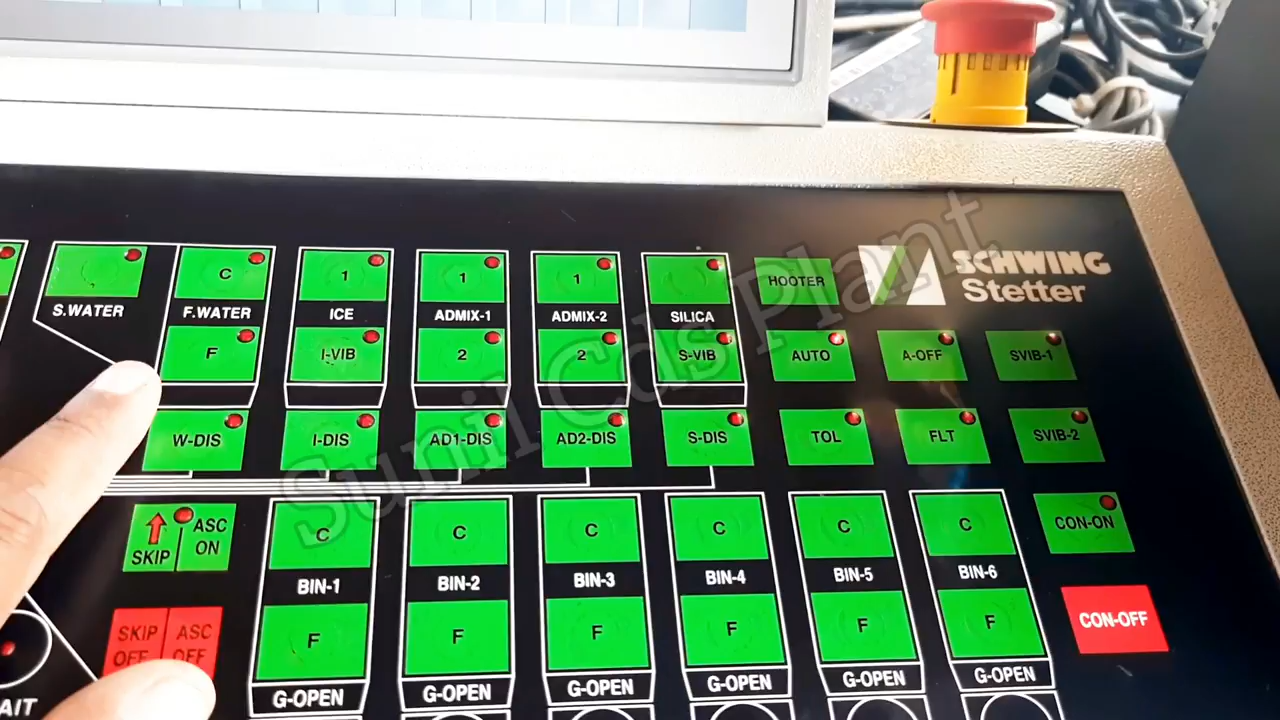 SCHWING
Stetter
C
1
1
1
HOOTER
S.WATER
F.WATER
ICE
ADMIX-1
ADMIX-2
SILICA
F
I-VIB
2
2
S-VIB
AUTO
A-OFF
SVIB-1
W-DIS
I-DIS
AD1-DIS
AD2-DIS
S-DIS
TOL
FLT
SVIB-2
SKIP
ASC
ON
C
C
C
C
C
C
CON-ON
BIN-1
BIN-2
BIN-3
BIN-4
BIN-5
BIN-6
SKIP
OFF
ASC
OFF
F
F
F
F
F
F
CON-OFF
G-OPEN
G-OPEN
G-OPEN
G-OPEN
G-OPEN
G-OPEN
Sunil Cds Plant